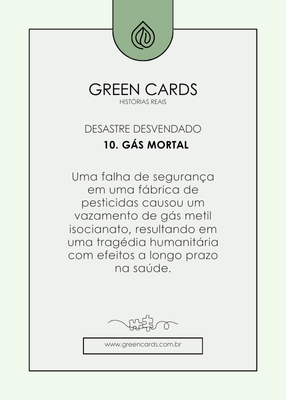 GREEN CARDS
HISTÓRIAS REAIS
DESASTRE DESVENDADO
10. GÁS MORTAL
Uma falha de segurança
em uma fábrica de
pesticidas causou um
vazamento de gás metil
isocianato, resultando em
uma tragédia humanitária
com efeitos a longo prazo
na saúde.
www.greencards.com.br